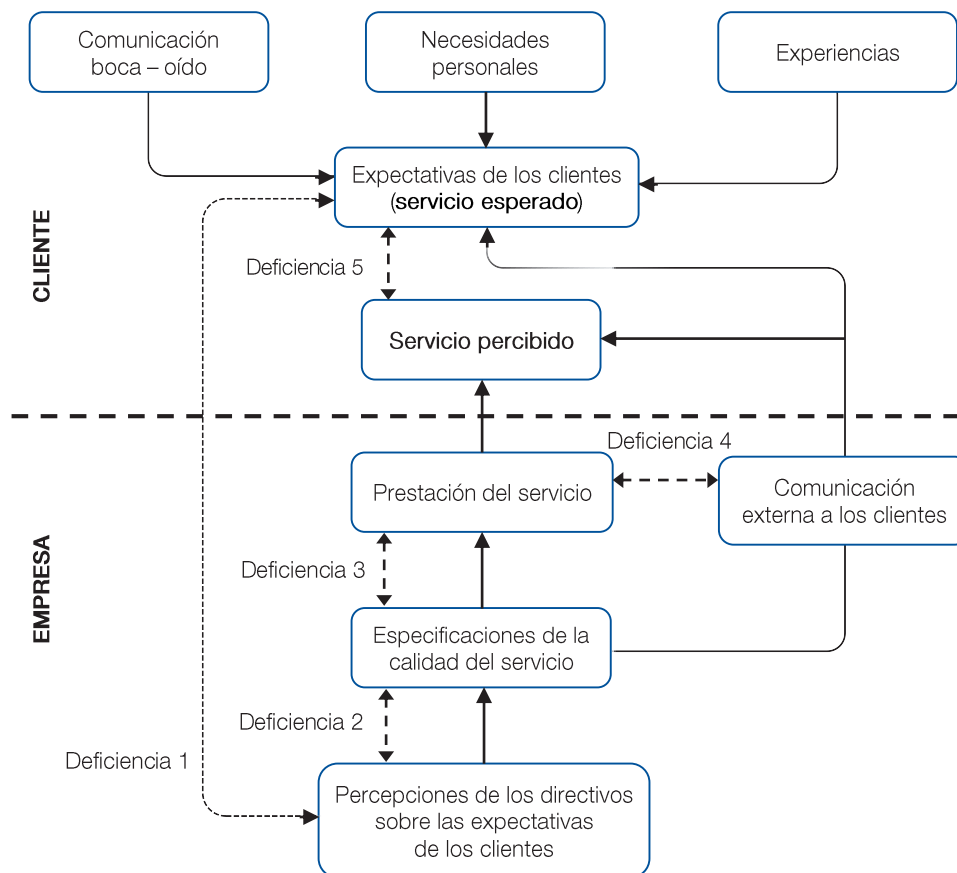 Comunicación
boca – oído
Necesidades
personales
Experiencias
Expectativas de los clientes
(servicio esperado)
CLIENTE
Deficiencia 5
Servicio percibido
Deficiencia 4
Prestación del servicio
Comunicación
externa a los clientes
EMPRESA
Deficiencia 3
Especificaciones de la
calidad del servicio
Deficiencia 2
Deficiencia 1
Percepciones de los directivos
sobre las expectativas
de los clientes